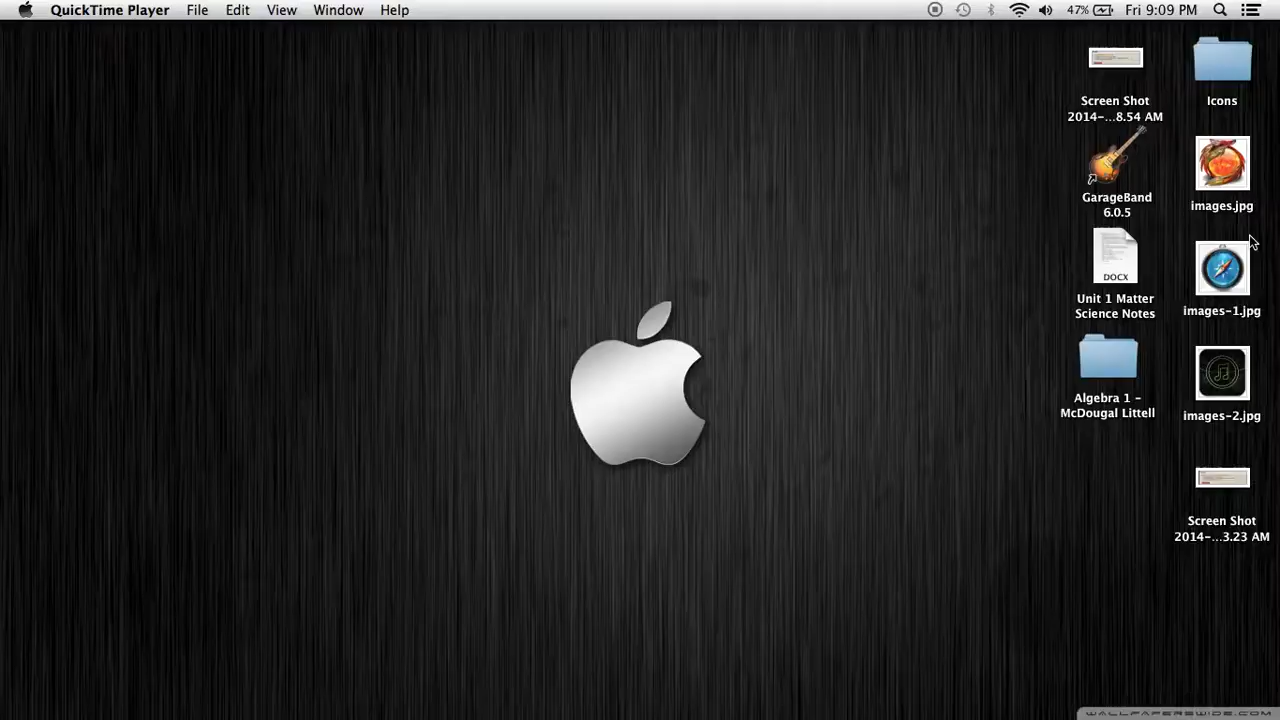 QuickTime Player File Edit View Window Help 47% Fri 9:09 PM
Screen Shot
2014-...8.54 AM
Icons
GarageBand
6.0.5
images.jpg
DOCX
Unit 1 Matter
Science Notes
images-1.jpg
Algebra 1 -
McDougal Littell
images-2.jpg
Screen Shot
2014-...3.23 AM
WALLPAPERSWIDE.COM